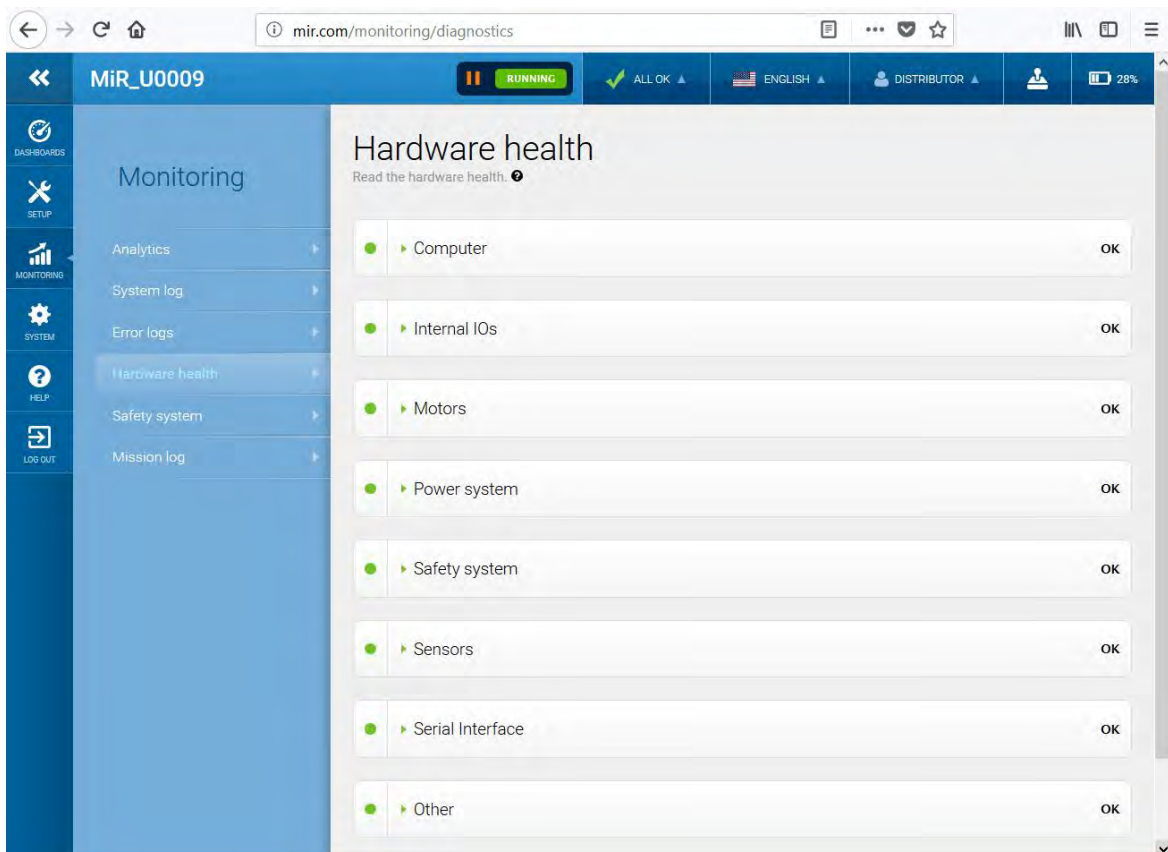 mir.com/monitoring/diagnostics
MiR_U0009
RUNNING
ALL OK
ENGLISH
DISTRIBUTOR
28%
DASHBOARDS
SETUP
MONITORING
SYSTEM
HELP
LOG OUT
Monitoring
Analytics
System log
Error logs
Hardware health
Safety system
Mission log
Hardware health
Read the hardware health.
Computer OK
Internal IOs OK
Motors OK
Power system OK
Safety system OK
Sensors OK
Serial Interface OK
Other OK